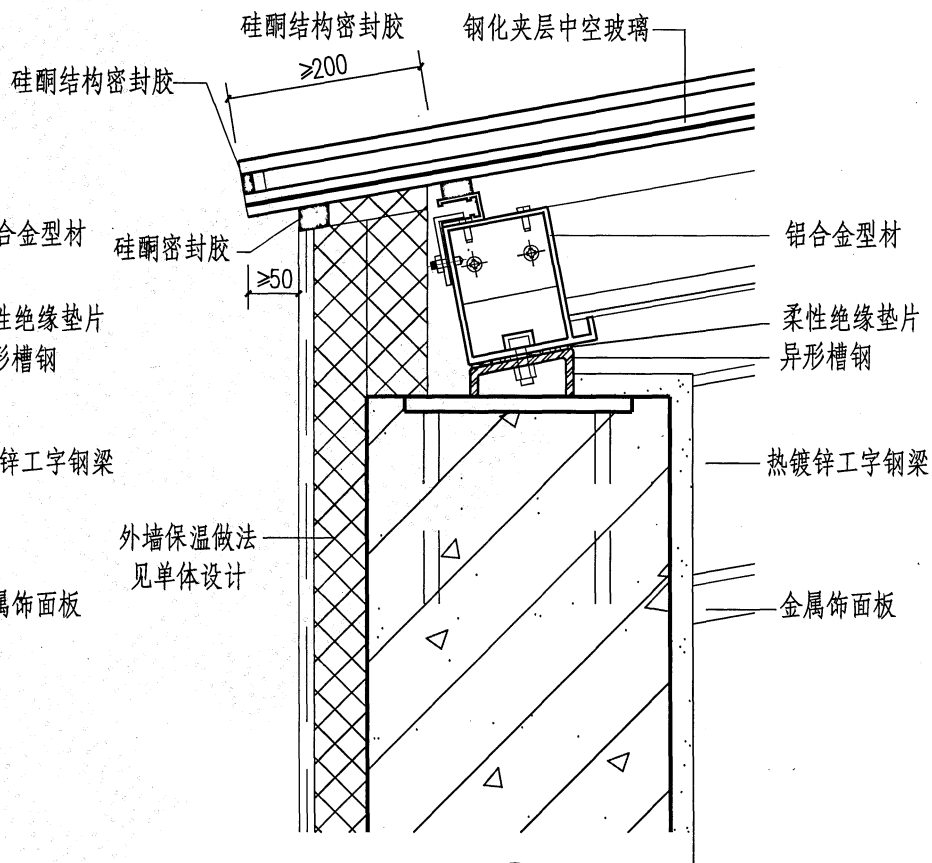 硅酮结构密封胶
钢化夹层中空玻璃
≥200
硅酮结构密封胶
合金型材
硅酮密封胶
铝合金型材
≥50
性绝缘垫片
柔性绝缘垫片
形槽钢
异形槽钢
锌工字钢梁
热镀锌工字钢梁
外墙保温做法
见单体设计
属饰面板
金属饰面板